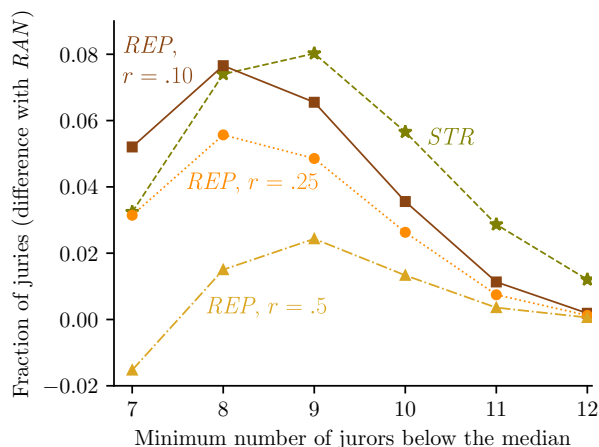 Fraction of juries (difference with RAN)
0.08
0.06
0.04
0.02
0.00
−0.02
REP,
r = .10
STR
REP, r = .25
REP, r = .5
7 8 9 10 11 12
Minimum number of jurors below the median